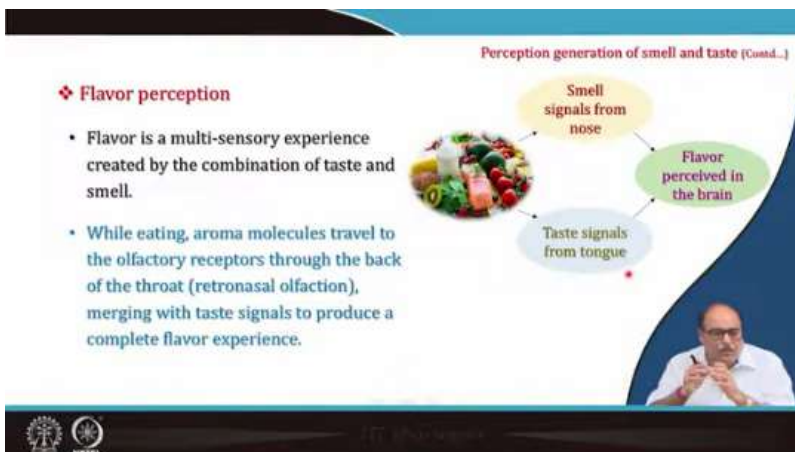 Perception generation of smell and taste (Contd...)
❖ Flavor perception
• Flavor is a multi-sensory experience
created by the combination of taste and
smell.
• While eating, aroma molecules travel to
the olfactory receptors through the back
of the throat (retronasal olfaction),
merging with taste signals to produce a
complete flavor experience.
Smell
signals from
nose
Flavor
perceived in
the brain
Taste signals
from tongue